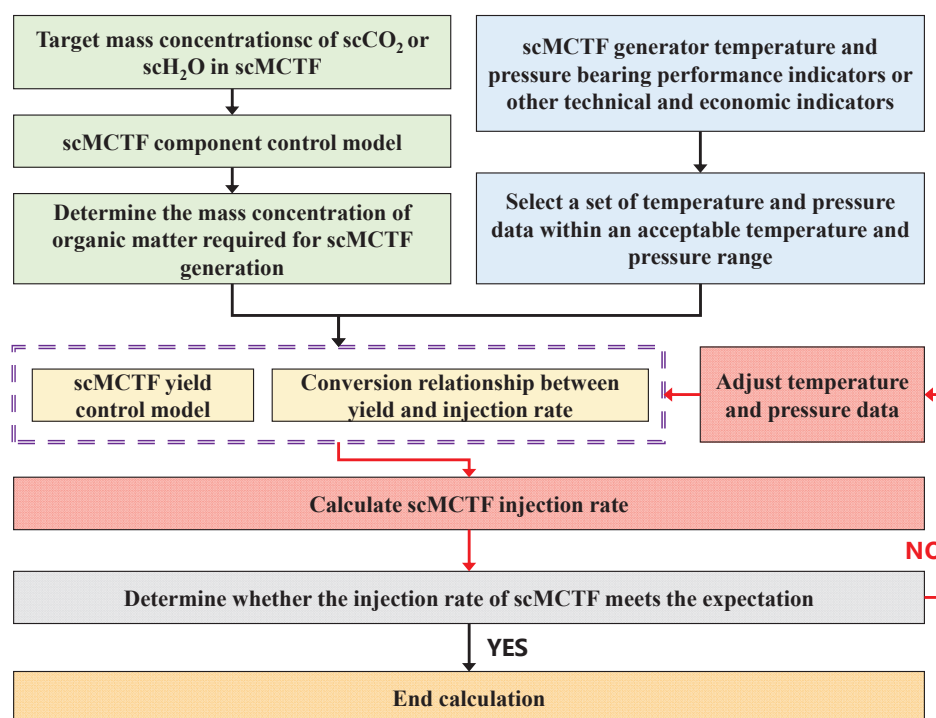 Target mass concentrationsc of scCO₂ or
scH₂O in scMCTF
scMCTF component control model
Determine the mass concentration of
organic matter required for scMCTF
generation
scMCTF generator temperature and
pressure bearing performance indicators or
other technical and economic indicators
Select a set of temperature and pressure
data within an acceptable temperature and
pressure range
scMCTF yield
control model
Conversion relationship between
yield and injection rate
Adjust temperature
and pressure data
Calculate scMCTF injection rate
NO
Determine whether the injection rate of scMCTF meets the expectation
YES
End calculation